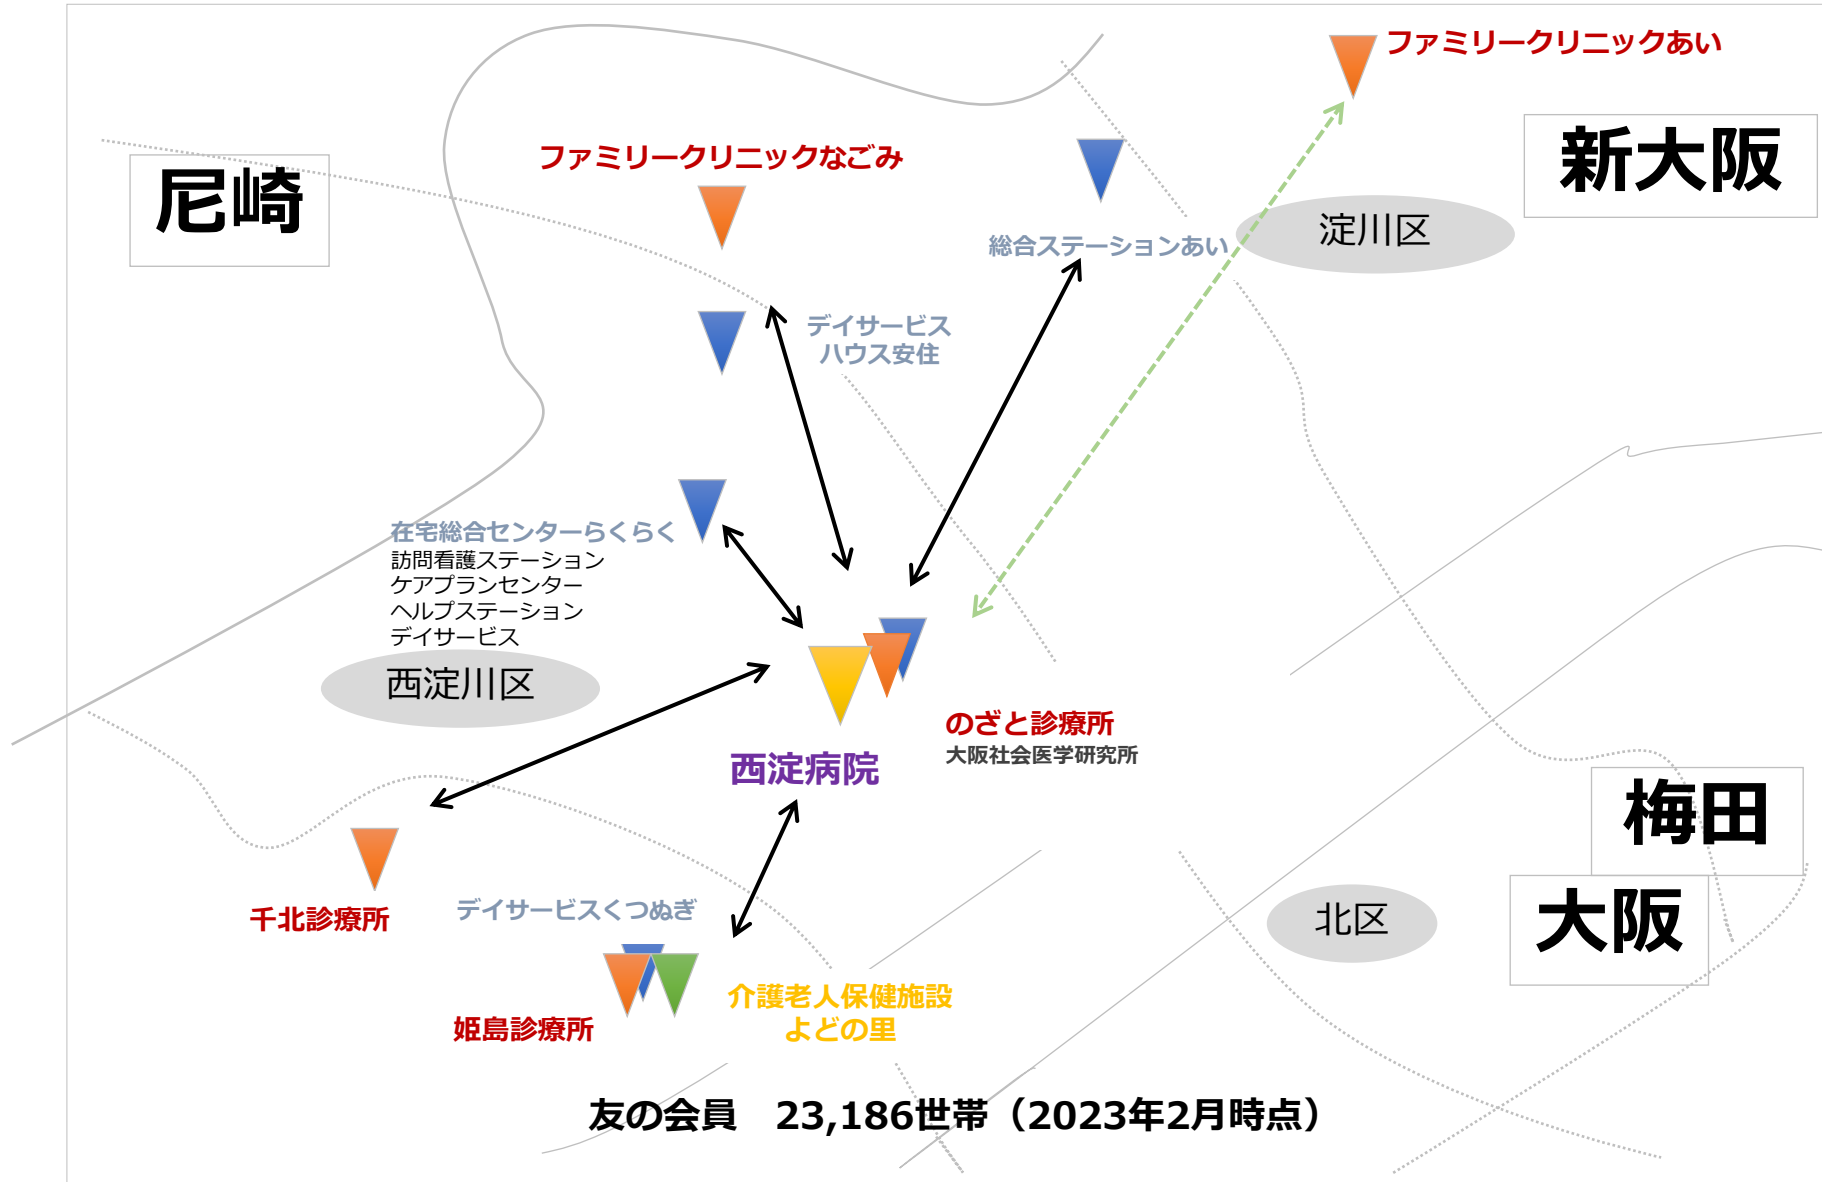 ファミリークリニックあい
新大阪
ファミリークリニックなごみ
尼崎
淀川区
総合ステーションあい
デイサービス
ハウス安住
在宅総合センターらくらく
訪問看護ステーション
ケアプランセンター
ヘルプステーション
デイサービス
西淀川区
のざと診療所
大阪社会医学研究所
西淀病院
梅田
大阪
北区
千北診療所
デイサービスくつぬぎ
介護老人保健施設
よどの里
姫島診療所
友の会員　23,186世帯（2023年2月時点）